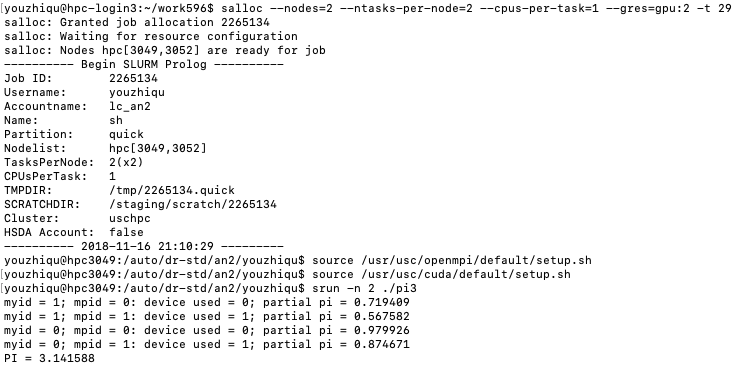 [youzhiqu@hpc-login3:~/work596$ salloc --nodes=2 --ntasks-per-node=2 --cpus-per-task=1 --gres=gpu:2 -t 29
salloc: Granted job allocation 2265134
salloc: Waiting for resource configuration
salloc: Nodes hpc[3049,3052] are ready for job
---------- Begin SLURM Prolog ----------
Job ID: 2265134
Username: youzhiqu
Accountname: lc_an2
Name: sh
Partition: quick
Nodelist: hpc[3049,3052]
TasksPerNode: 2(x2)
CPUsPerTask: 1
TMPDIR: /tmp/2265134.quick
SCRATCHDIR: /staging/scratch/2265134
Cluster: uschpc
HSDA Account: false
---------- 2018-11-16 21:10:29 ---------
youzhiqu@hpc3049:/auto/dr-std/an2/youzhiqu$ source /usr/usc/openmpi/default/setup.sh
[youzhiqu@hpc3049:/auto/dr-std/an2/youzhiqu$ source /usr/usc/cuda/default/setup.sh
[youzhiqu@hpc3049:/auto/dr-std/an2/youzhiqu$ srun -n 2 ./pi3
myid = 1; mpid = 0: device used = 0; partial pi = 0.719409
myid = 1; mpid = 1: device used = 1; partial pi = 0.567582
myid = 0; mpid = 0: device used = 0; partial pi = 0.979926
myid = 0; mpid = 1: device used = 1; partial pi = 0.874671
PI = 3.141588